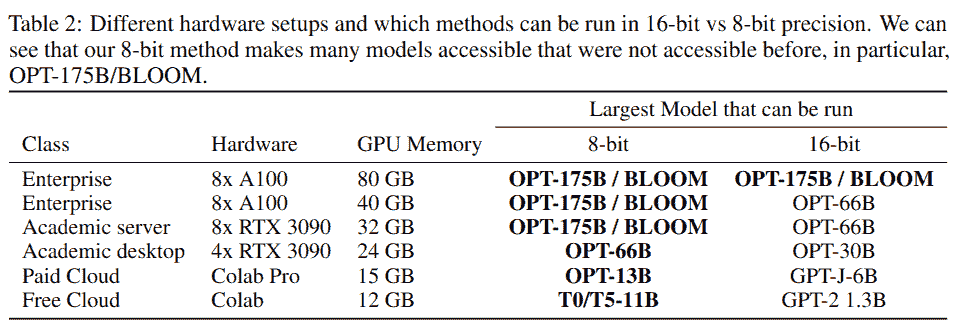 Table 2: Different hardware setups and which methods can be run in 16-bit vs 8-bit precision. We can
see that our 8-bit method makes many models accessible that were not accessible before, in particular,
OPT-175B/BLOOM.
Largest Model that can be run
Class Hardware GPU Memory 8-bit 16-bit
Enterprise 8x A100 80 GB OPT-175B / BLOOM OPT-175B / BLOOM
Enterprise 8x A100 40 GB OPT-175B / BLOOM OPT-66B
Academic server 8x RTX 3090 32 GB OPT-175B / BLOOM OPT-66B
Academic desktop 4x RTX 3090 24 GB OPT-66B OPT-30B
Paid Cloud Colab Pro 15 GB OPT-13B GPT-J-6B
Free Cloud Colab 12 GB T0/T5-11B GPT-2 1.3B